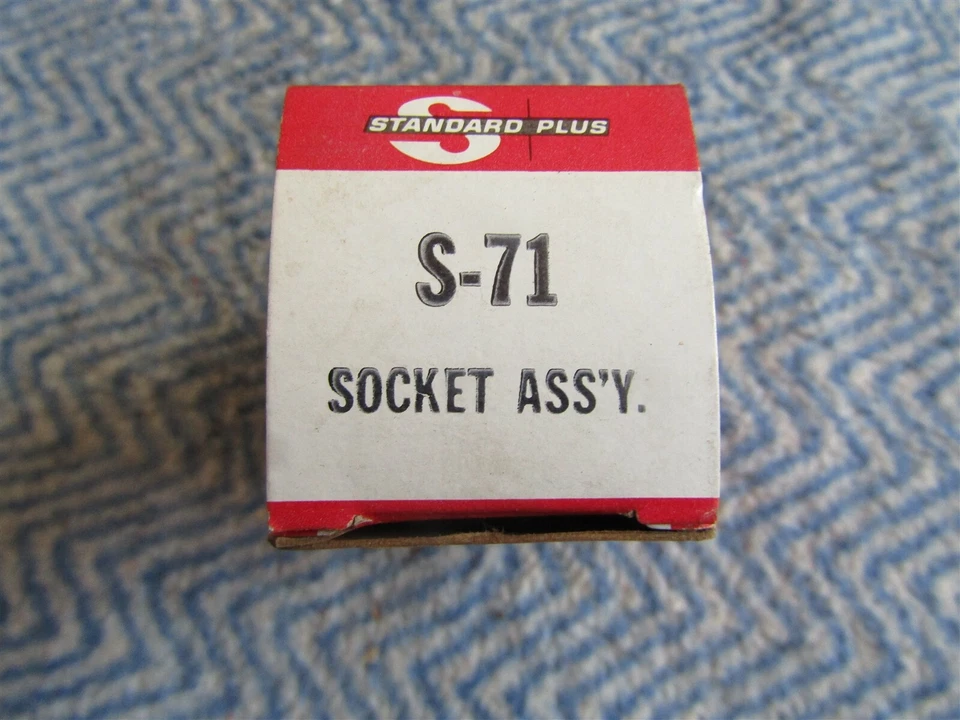 STANDARD PLUS
S-71
SOCKET ASS'Y.